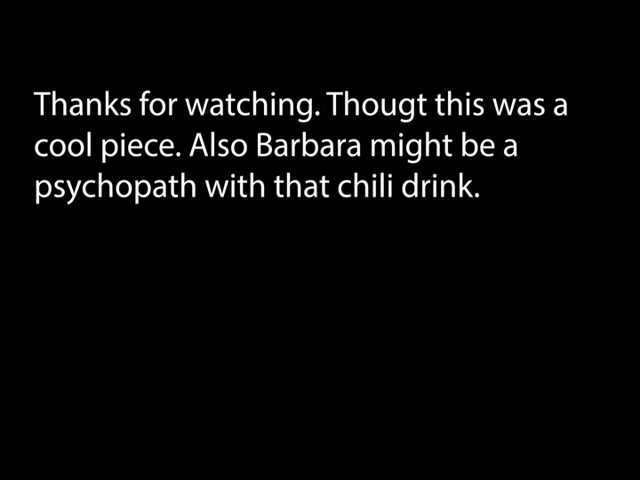 Thanks for watching. Thougt this was a
cool piece. Also Barbara might be a
psychopath with that chili drink.